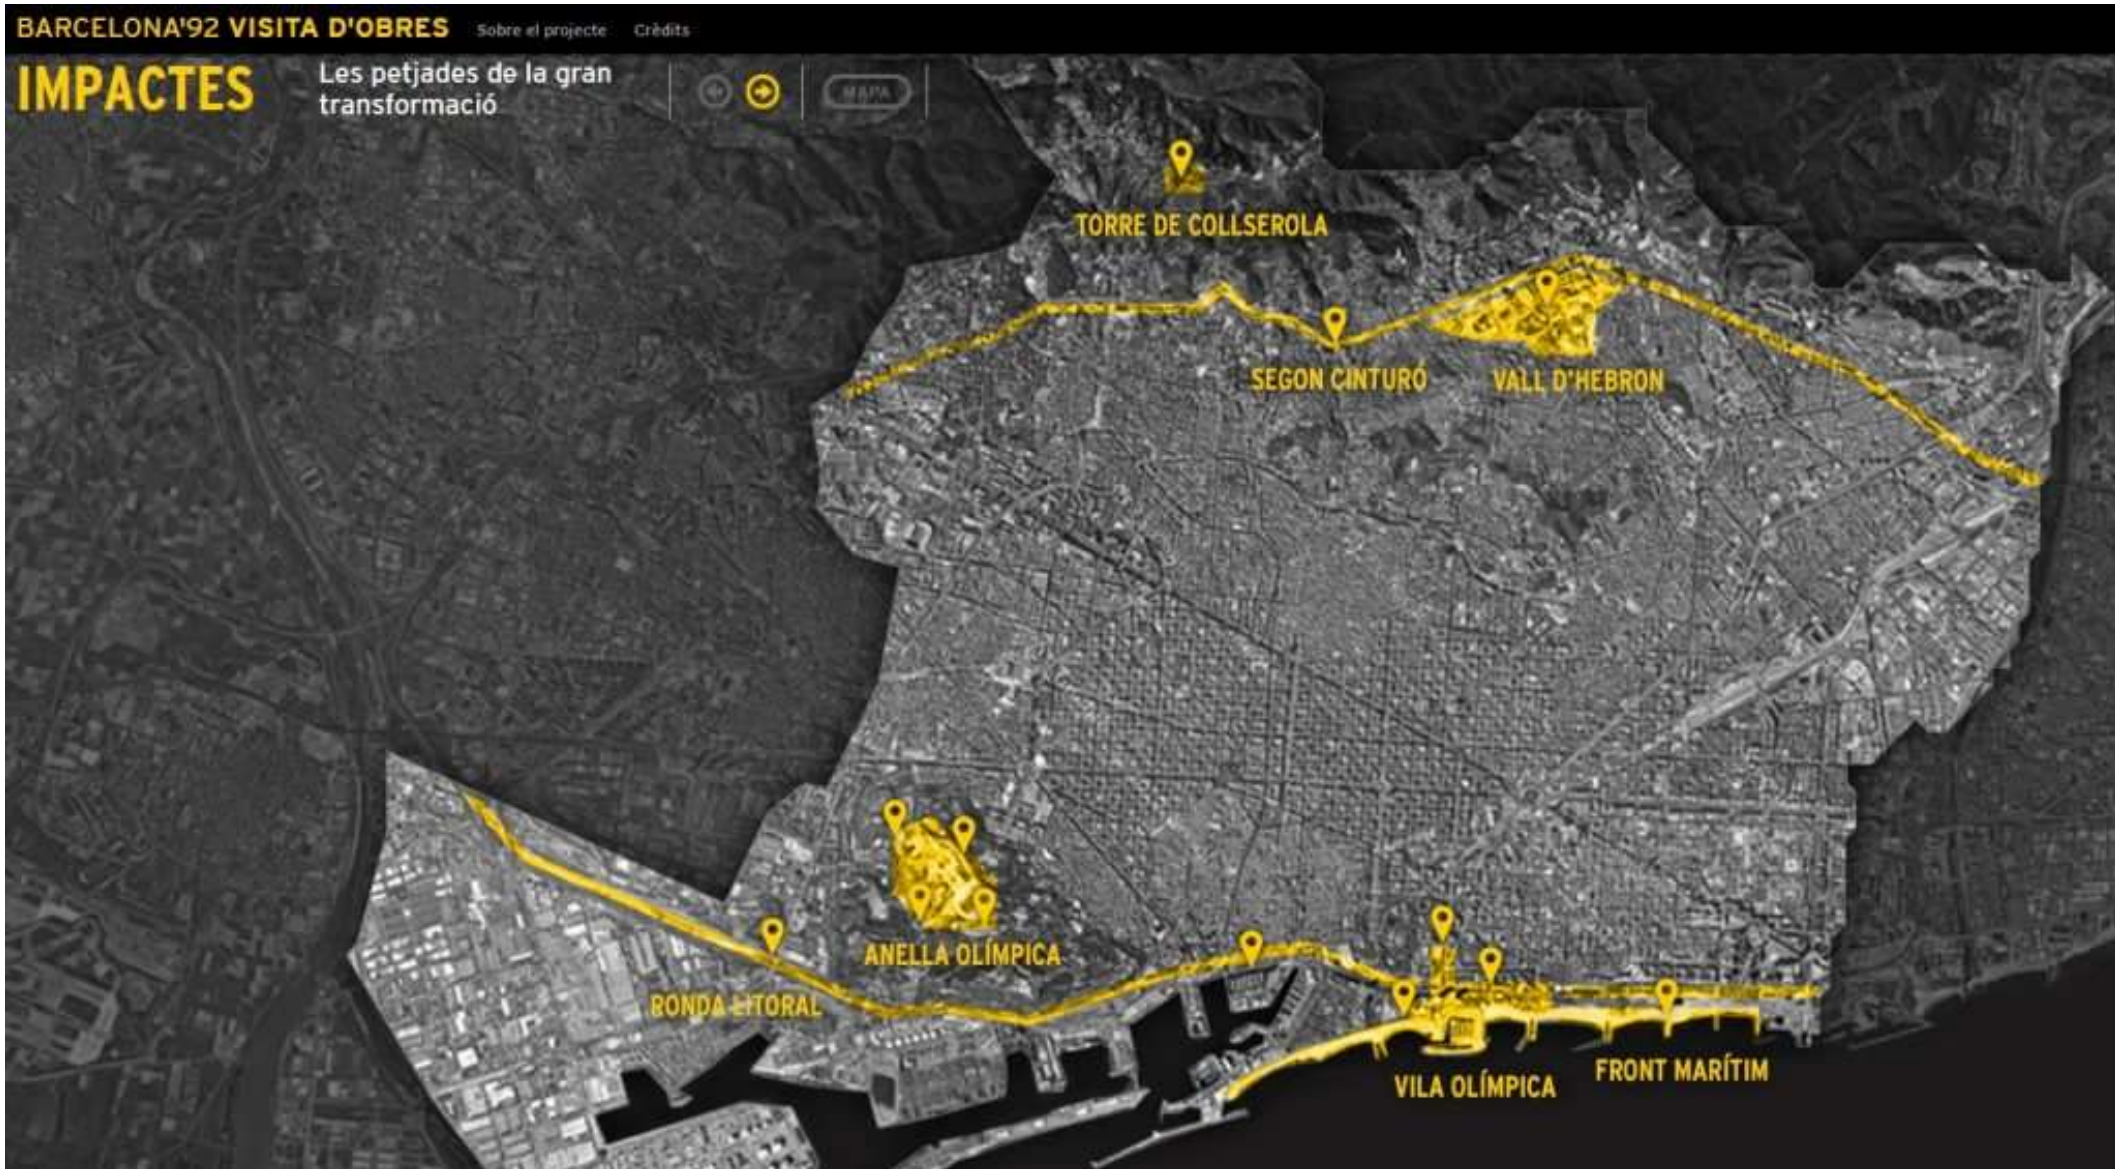 BARCELONA'92 VISITA D'OBRES Sobre el projecte Crèdits
IMPACTES
Les petjades de la gran
transformació
MAPA
TORRE DE COLLSEROLA
SEGON CINTURÓ
VALL D'HEBRON
ANELLA OLÍMPICA
RONDA LITORAL
VILA OLÍMPICA
FRONT MARÍTIM